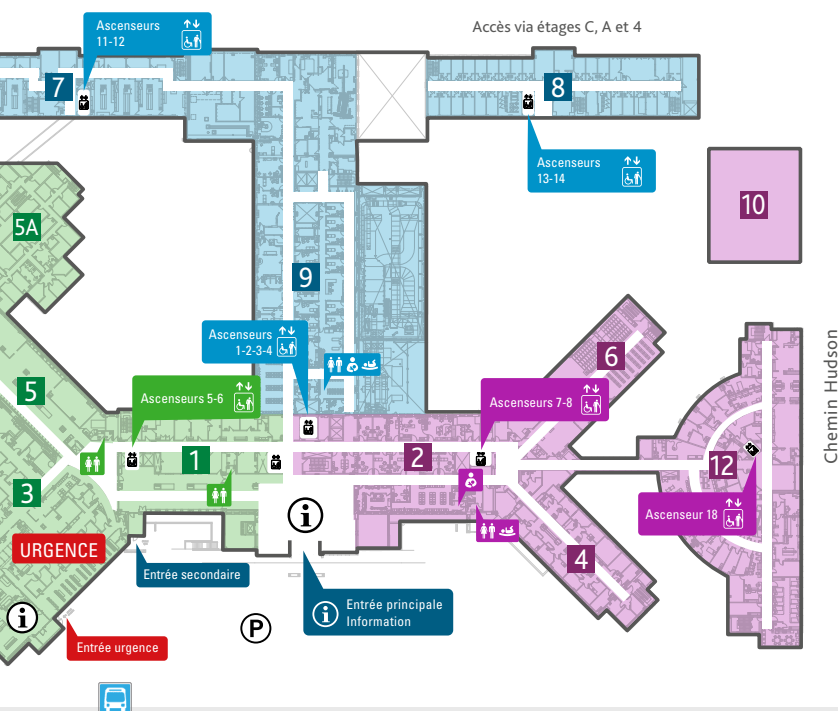 Ascenseurs
11-12
Accès via étages C, A et 4
7
8
Ascenseurs
13-14
10
5A
9
Ascenseurs
1-2-3-4
6
Chemin Hudson
5
Ascenseurs 5-6
Ascenseurs 7-8
1
2
12
3
i
Ascenseur 18
URGENCE
4
Entrée secondaire
i
Entrée principale
Information
i
P
Entrée urgence